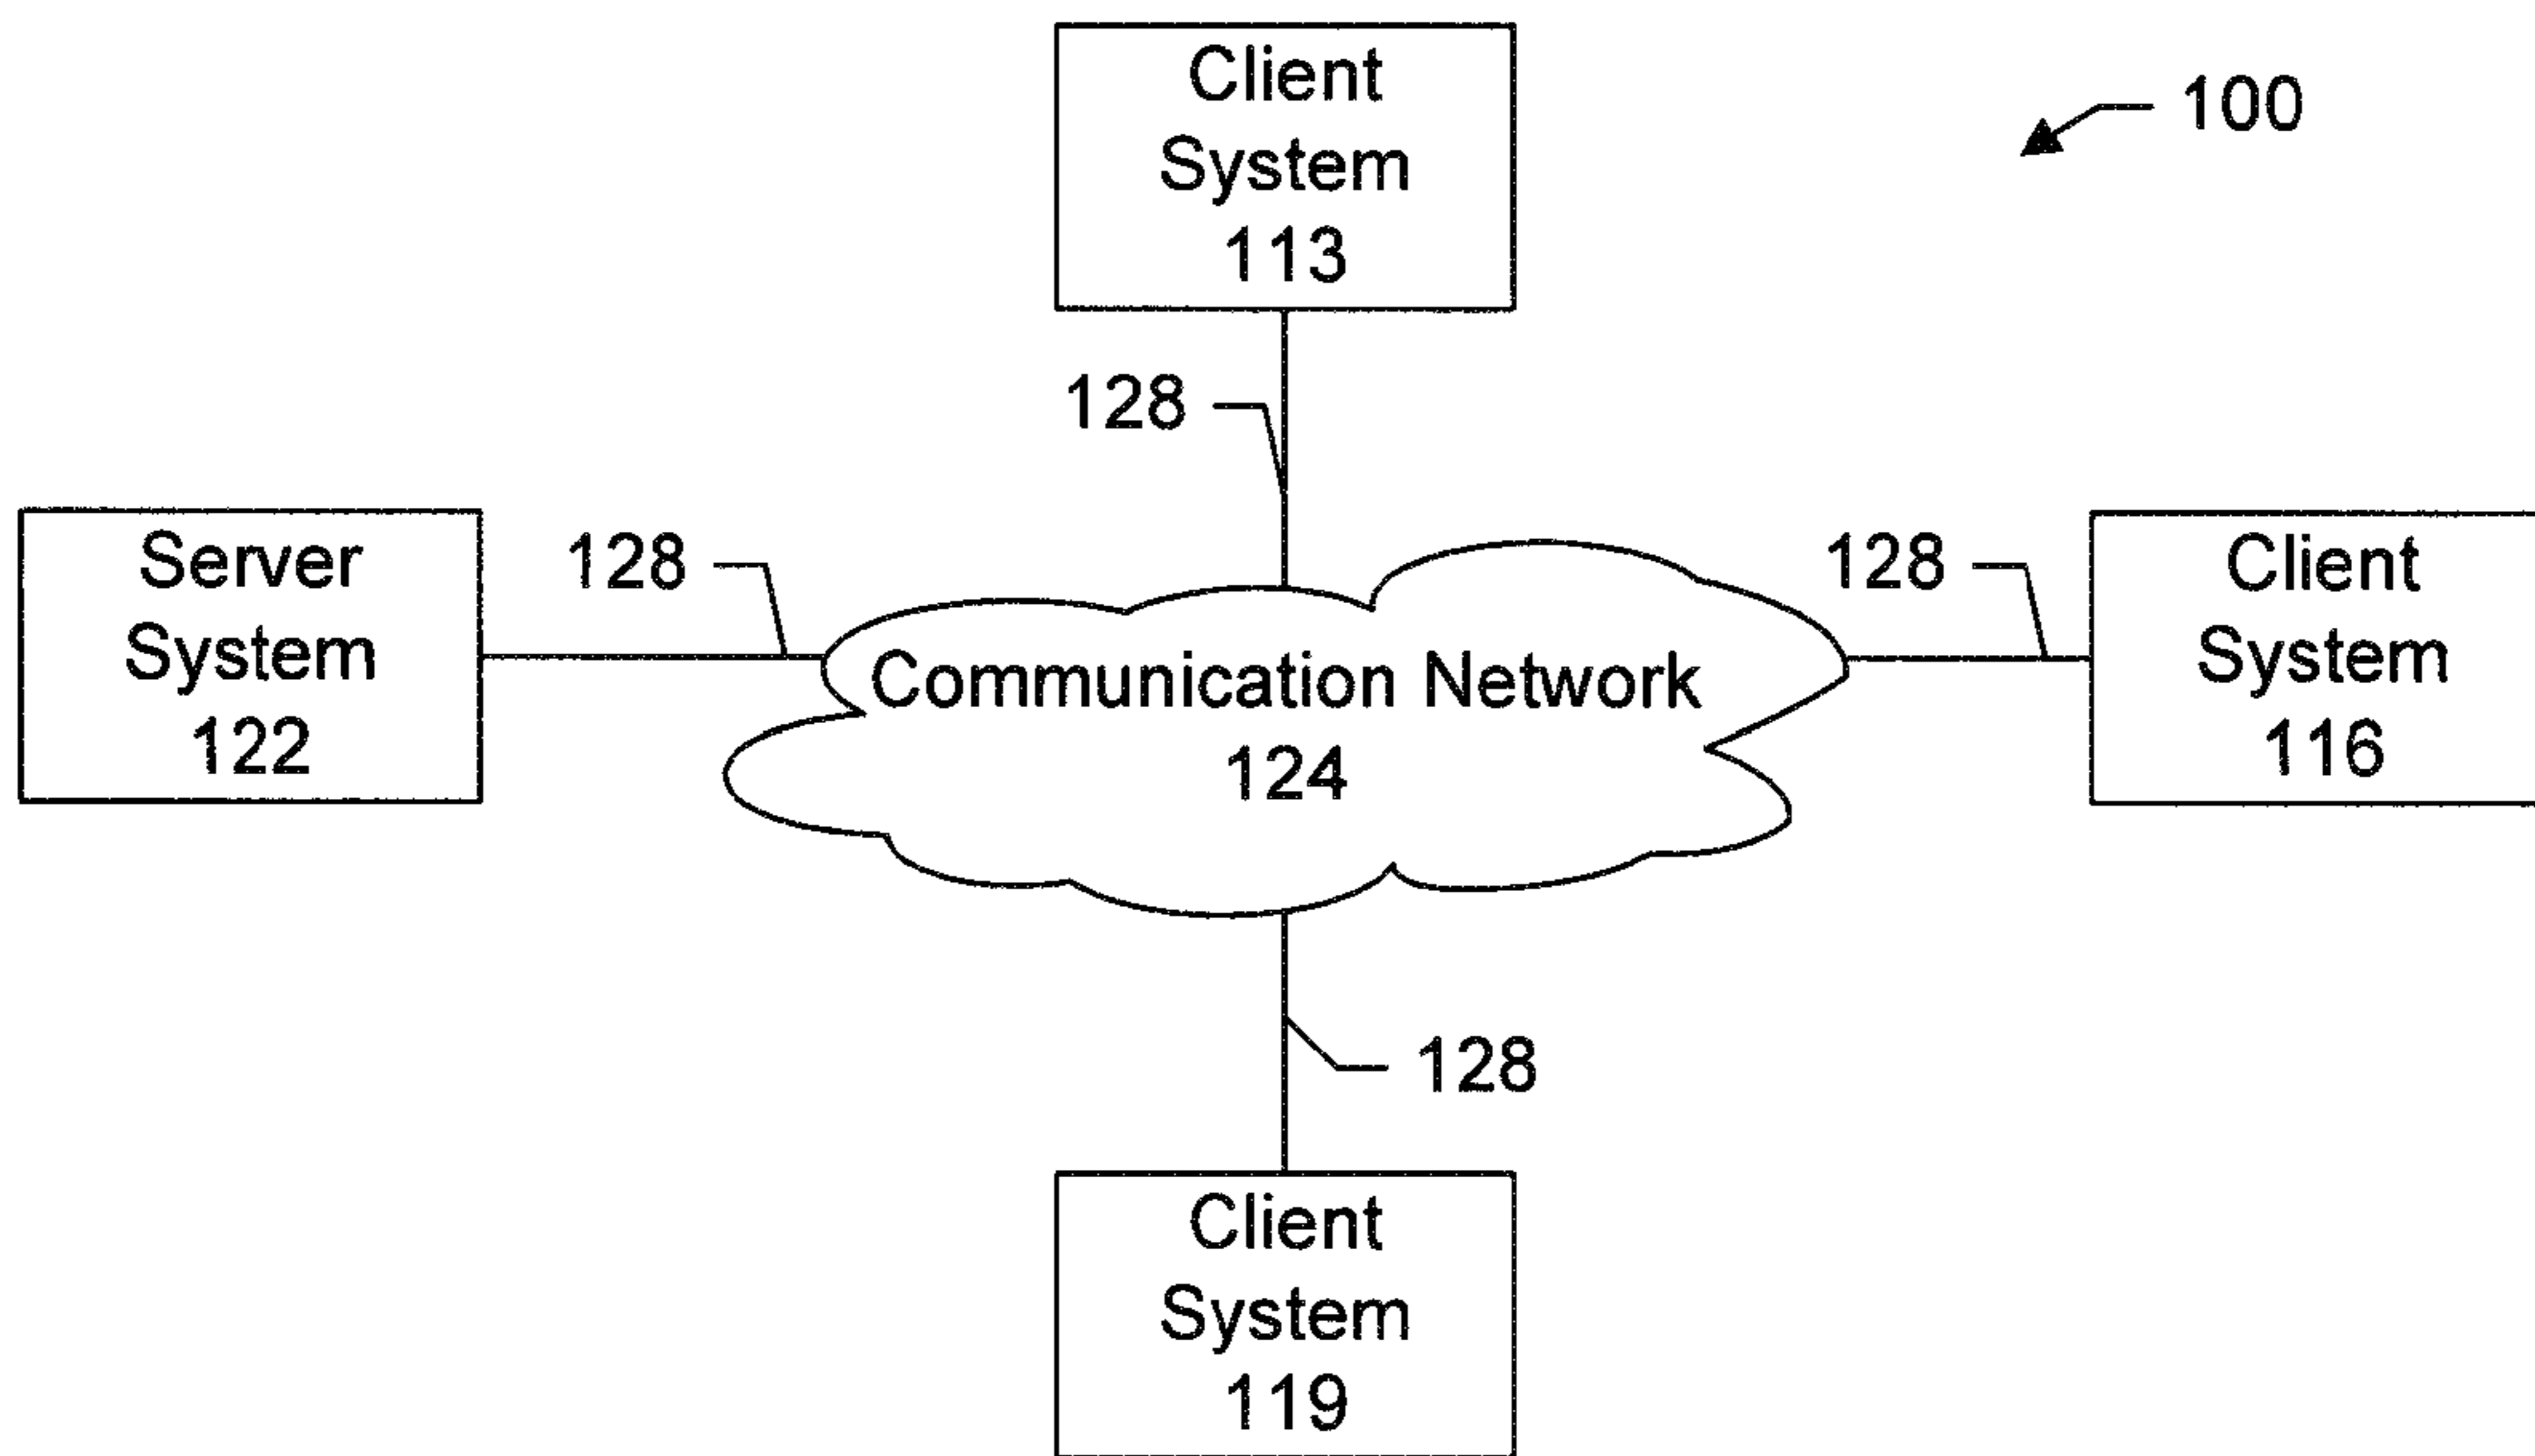 Client
System
113
100
128
Server
System
122
128
Communication Network
124
128
Client
System
116
128
Client
System
119